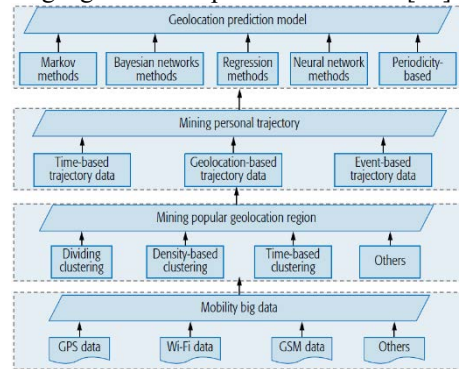 Geolocation prediction model
Markov
methods
Bayesian networks
methods
Regression
methods
Neural network
methods
Periodicity-
based
Mining personal trajectory
Time-based
trajectory data
Geolocation-based
trajectory data
Event-based
trajectory data
Mining popular geolocation region
Dividing
clustering
Density-based
clustering
Time-based
clustering
Others
Mobility big data
GPS data
Wi-Fi data
GSM data
Others